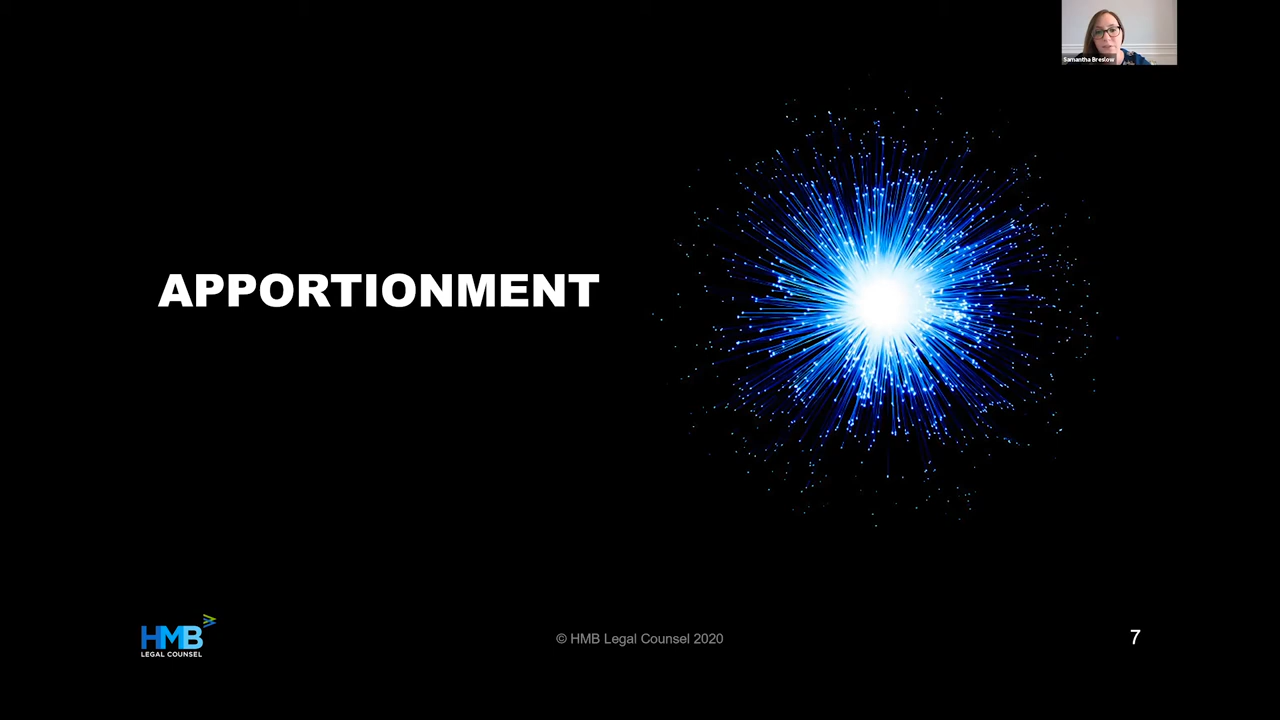 Samantha Breslow
APPORTIONMENT
HMB
LEGAL COUNSEL
© HMB Legal Counsel 2020
7